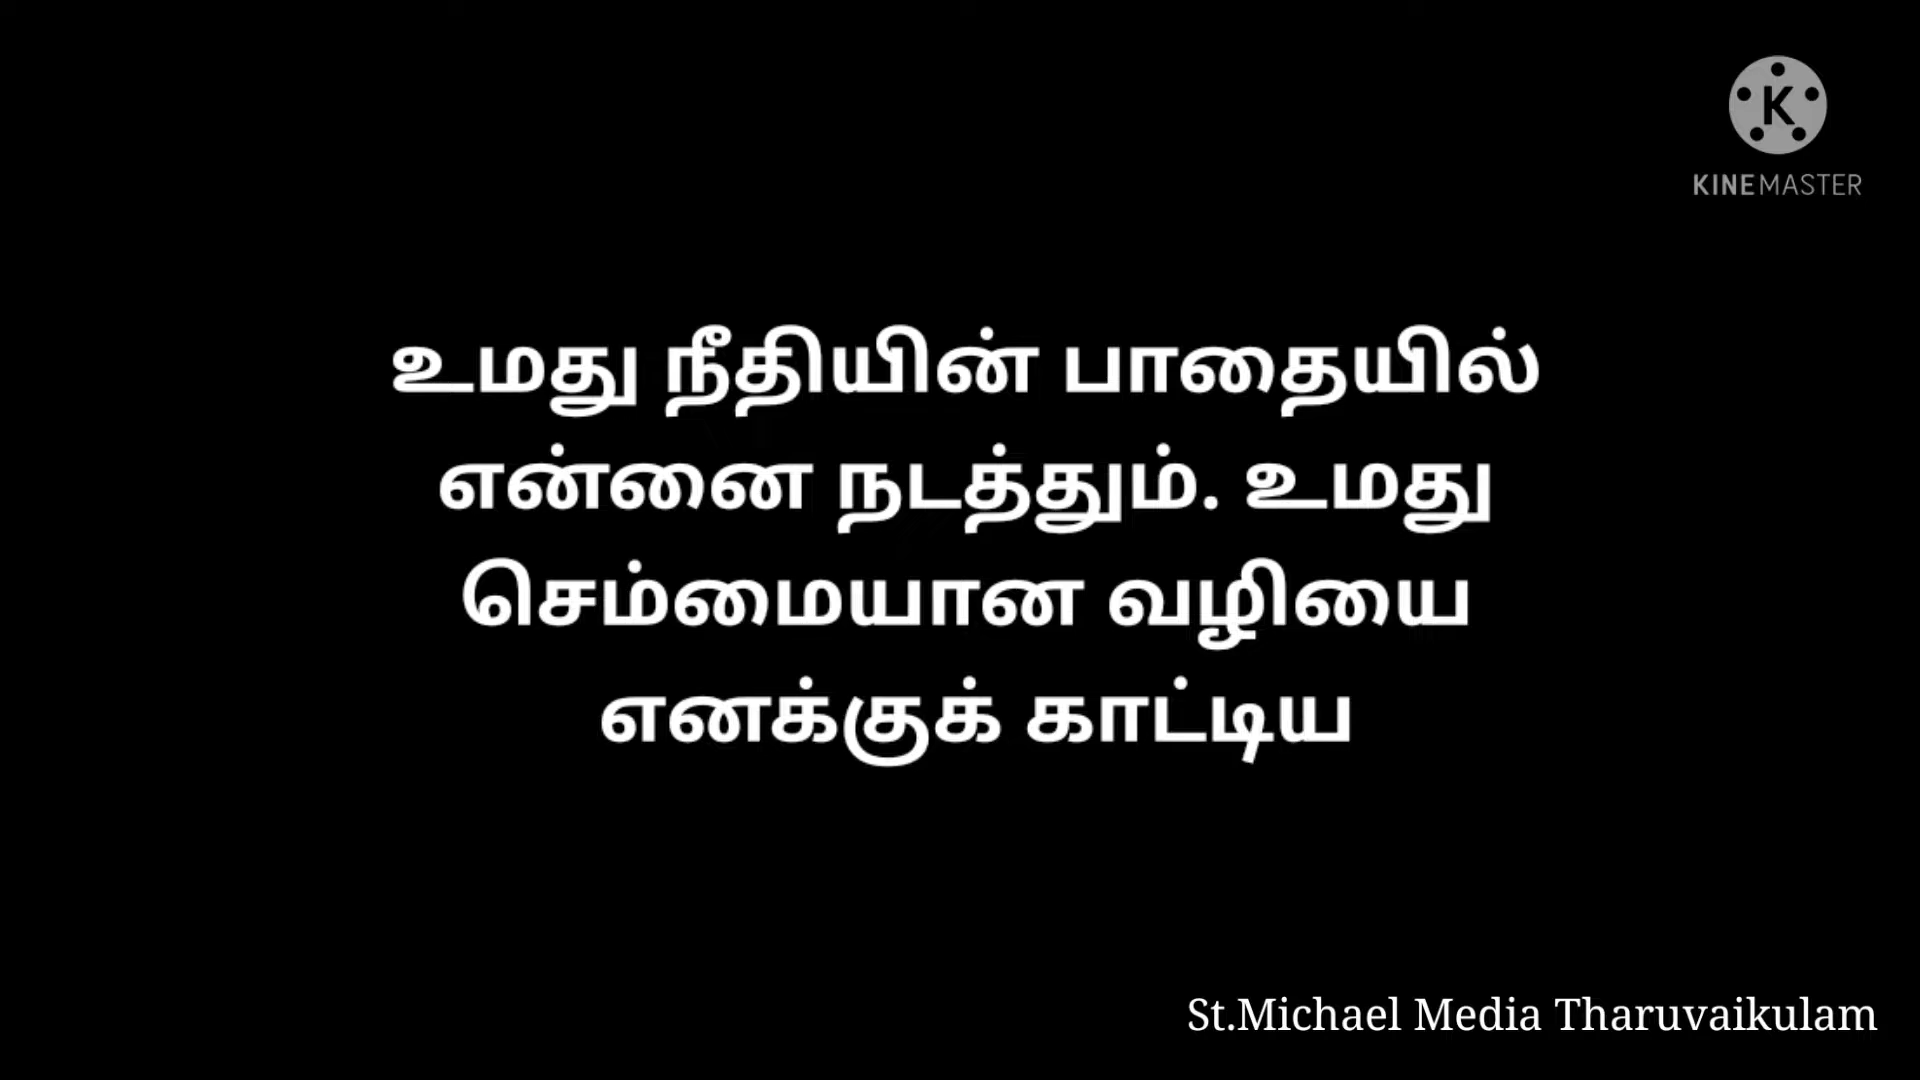 K
KINEMASTER
உமது நீதியின் பாதையில்
என்னை நடத்தும். உமது
செம்மையான வழியை
எனக்குக் காட்டிய
St.Michael Media Tharuvaikulam